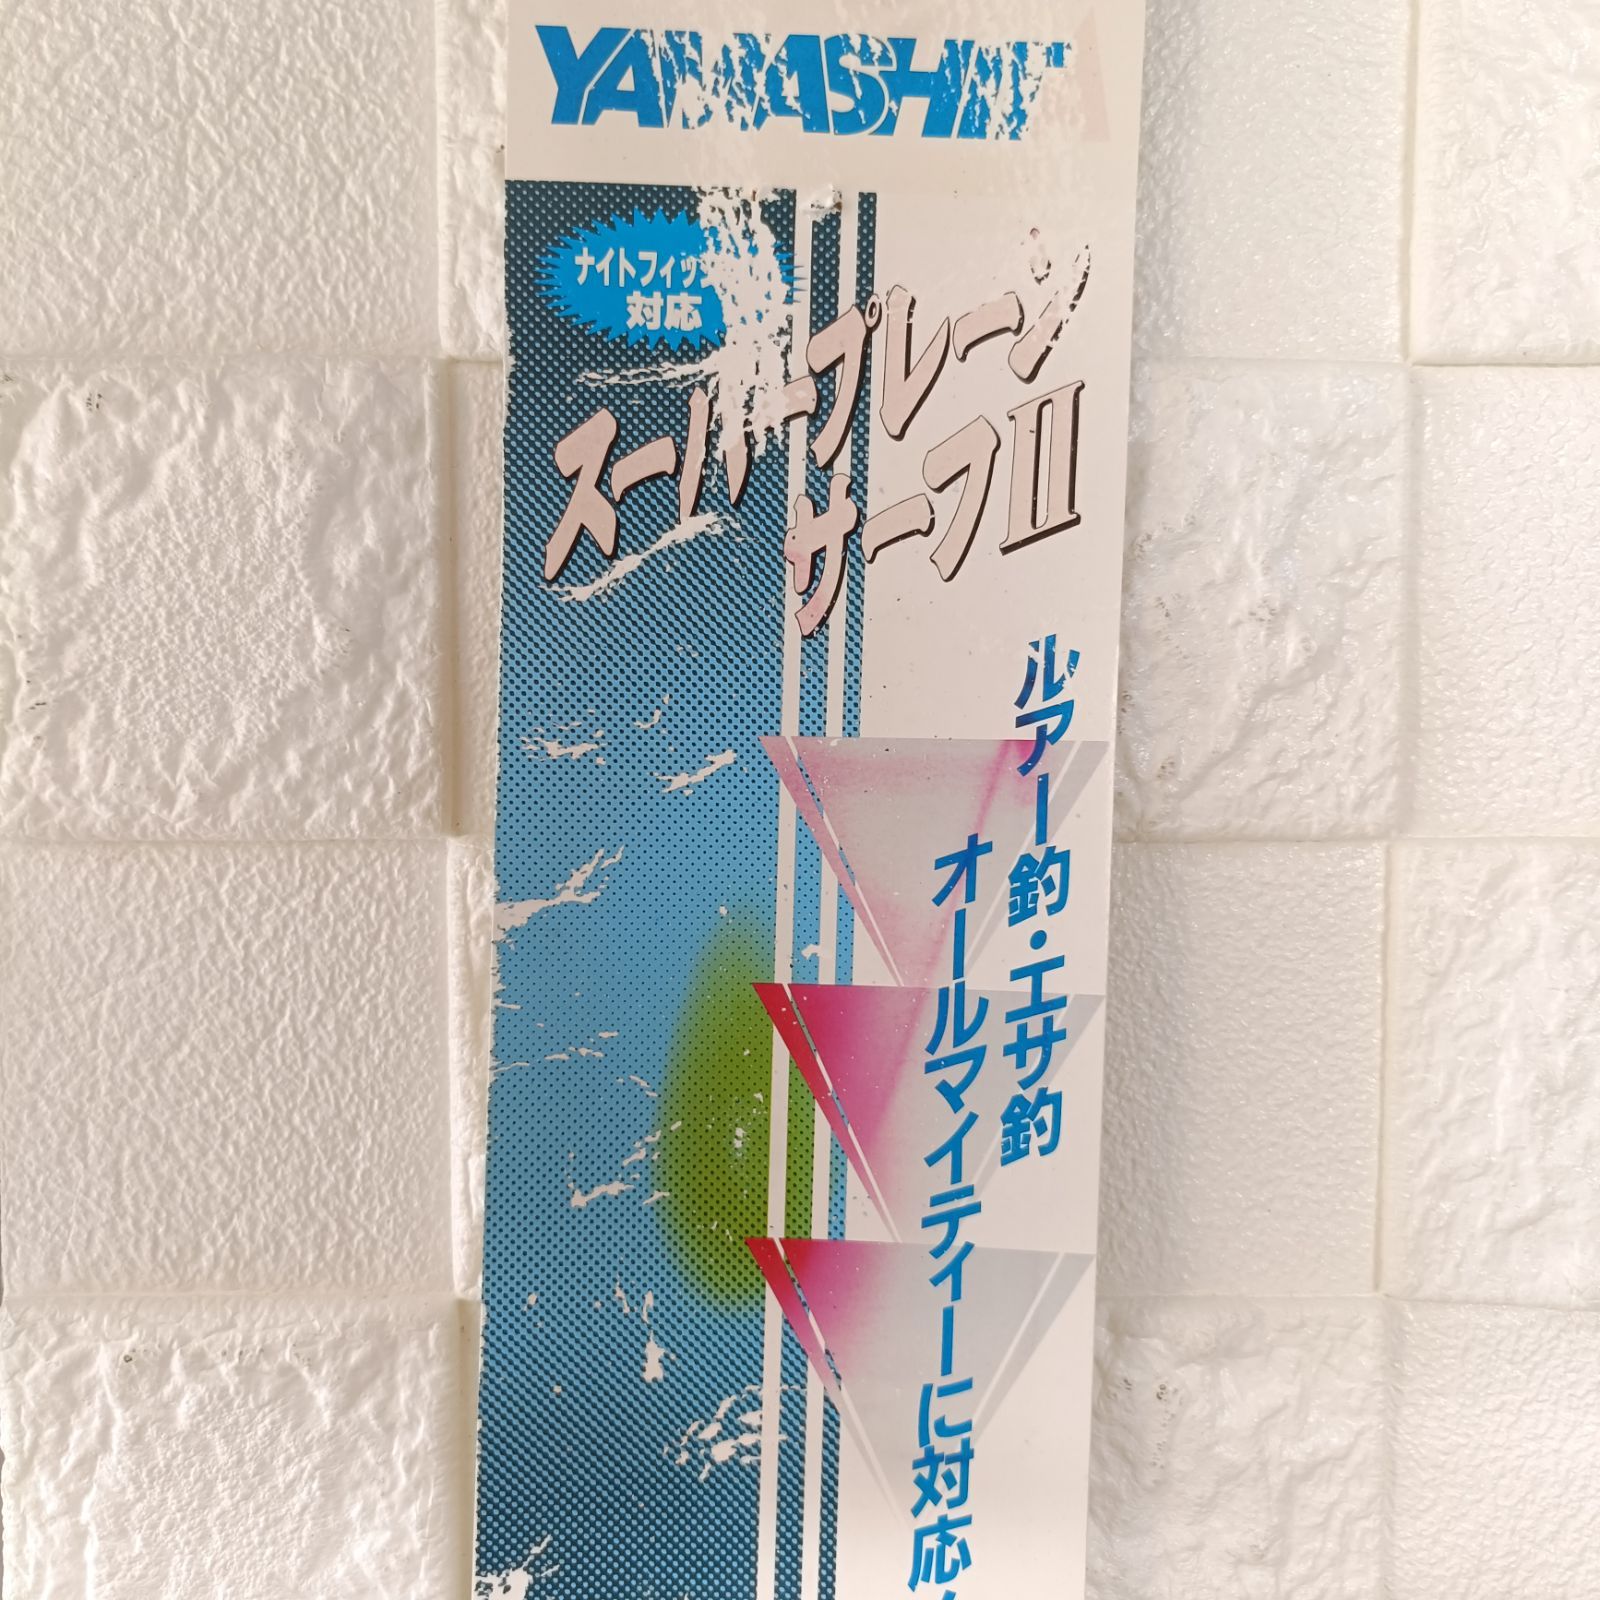 YAMASHITA
ナイトフィッシ
対応
スーパープレーン
サーフⅡ
ルアー釣・エサ釣
オールマイティーに対応